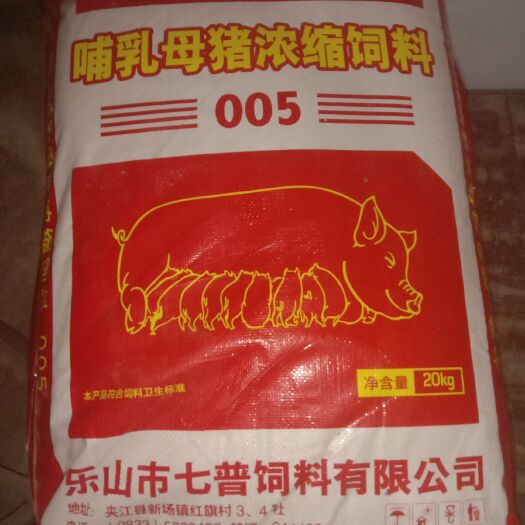 哺乳母猪浓缩饲料
005
本产品符合饲料卫生标准
净含量 20kg
乐山市七普饲料有限公司
地址: 夹江县新场镇红旗村3、4社
005